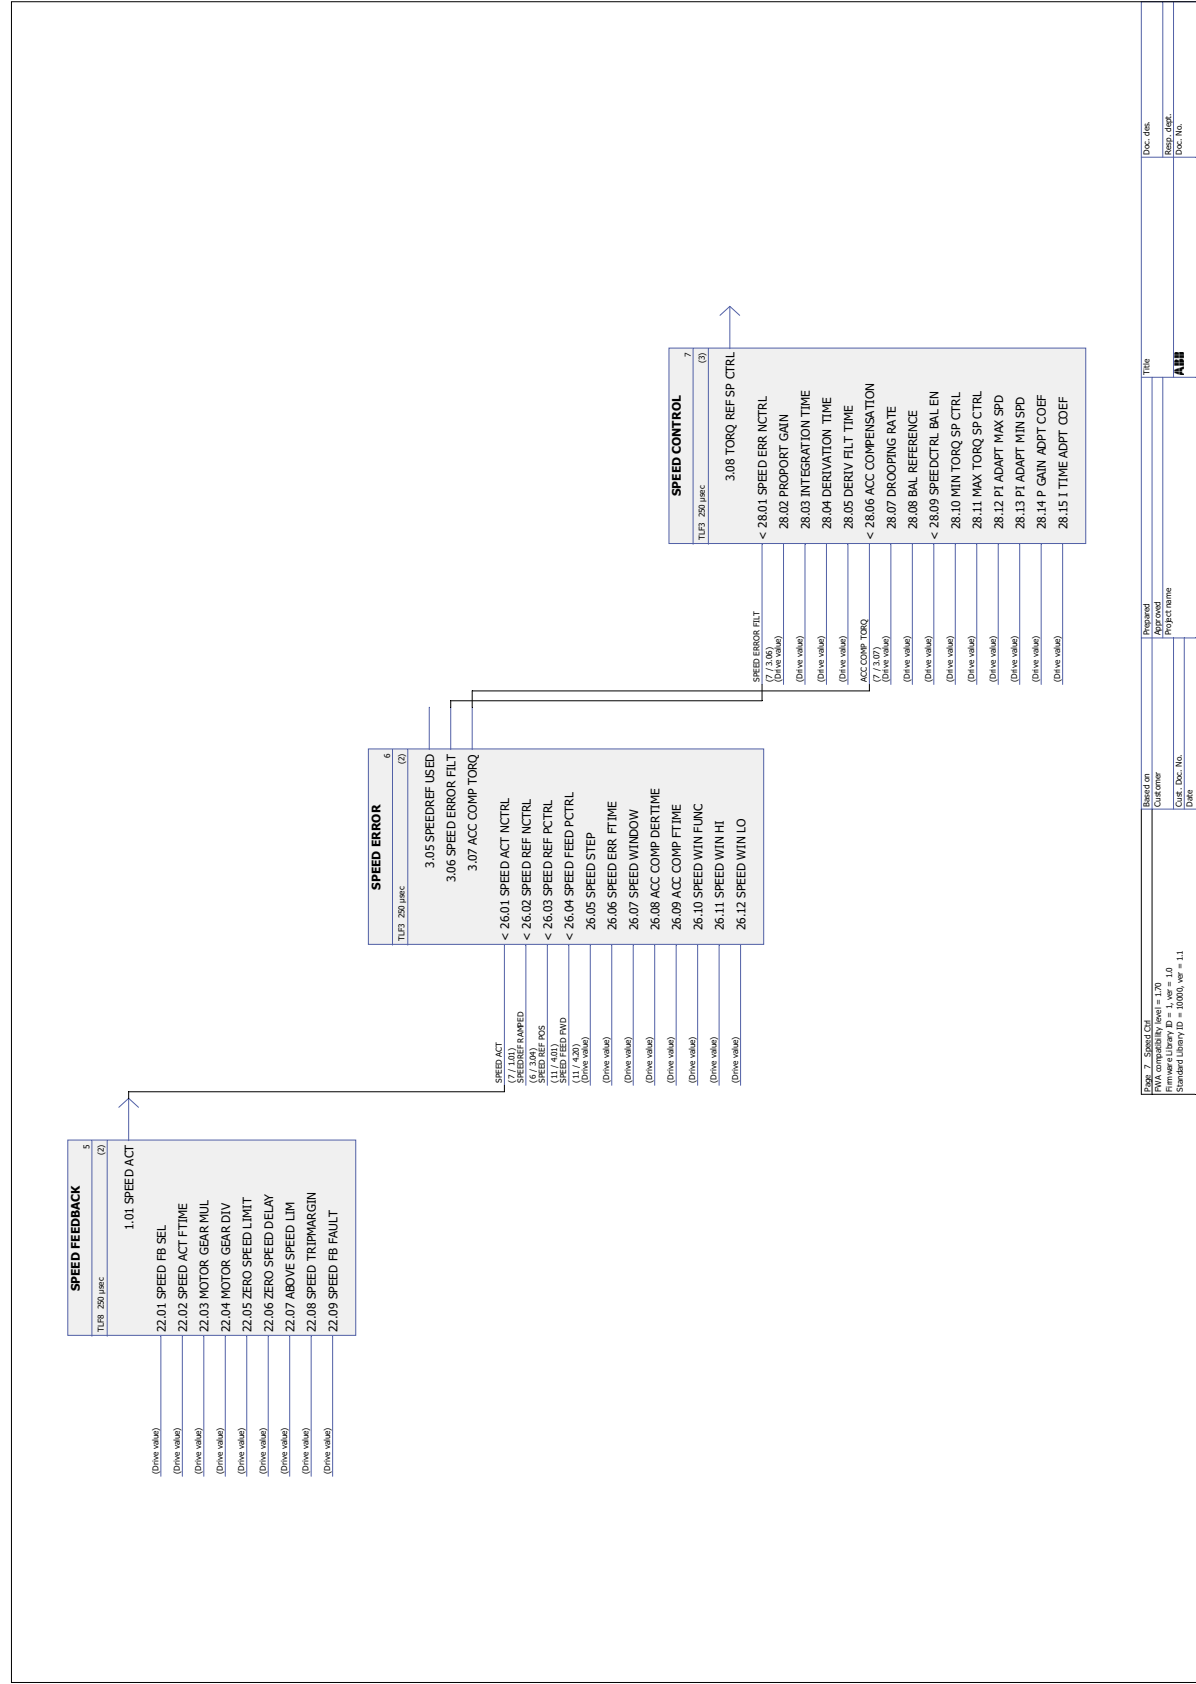 SPEED FEEDBACK
5
TLF8 250 µsec
(2)
1.01 SPEED ACT
22.01 SPEED FB SEL
(Drive value)
22.02 SPEED ACT FTIME
(Drive value)
22.03 MOTOR GEAR MUL
(Drive value)
22.04 MOTOR GEAR DIV
(Drive value)
22.05 ZERO SPEED LIMIT
(Drive value)
22.06 ZERO SPEED DELAY
(Drive value)
22.07 ABOVE SPEED LIM
(Drive value)
22.08 SPEED TRIPMARGIN
(Drive value)
22.09 SPEED FB FAULT
(Drive value)
SPEED ERROR
6
TLF3 250 µsec
(2)
3.05 SPEEDREF USED
3.06 SPEED ERROR FILT
3.07 ACC COMP TORQ
SPEED ACT
(7 / 1.01)
< 26.01 SPEED ACT NCTRL
SPEEDREF RAMPED
(6 / 3.04)
< 26.02 SPEED REF NCTRL
SPEED REF POS
(11 / 4.01)
< 26.03 SPEED REF PCTRL
SPEED FEED FWD
(11 / 4.20)
< 26.04 SPEED FEED PCTRL
(Drive value)
26.05 SPEED STEP
(Drive value)
26.06 SPEED ERR FTIME
(Drive value)
26.07 SPEED WINDOW
(Drive value)
26.08 ACC COMP DERTIME
(Drive value)
26.09 ACC COMP FTIME
(Drive value)
26.10 SPEED WIN FUNC
(Drive value)
26.11 SPEED WIN HI
(Drive value)
26.12 SPEED WIN LO
(Drive value)
SPEED CONTROL
7
TLF3 250 µsec
(3)
3.08 TORQ REF SP CTRL
SPEED ERROR FILT
(7 / 3.06)
< 28.01 SPEED ERR NCTRL
(Drive value)
28.02 PROPORT GAIN
(Drive value)
28.03 INTEGRATION TIME
(Drive value)
28.04 DERIVATION TIME
(Drive value)
28.05 DERIV FILT TIME
ACC COMP TORQ
(7 / 3.07)
< 28.06 ACC COMPENSATION
(Drive value)
28.07 DROOPING RATE
(Drive value)
28.08 BAL REFERENCE
(Drive value)
< 28.09 SPEEDCTRL BAL EN
(Drive value)
28.10 MIN TORQ SP CTRL
(Drive value)
28.11 MAX TORQ SP CTRL
(Drive value)
28.12 PI ADAPT MAX SPD
(Drive value)
28.13 PI ADAPT MIN SPD
(Drive value)
28.14 P GAIN ADPT COEF
(Drive value)
28.15 I TIME ADPT COEF
Page 7 Speed Ctrl
FWA compatibility level = 1.70
Firmware Library ID = 1, ver = 1.0
Standard Library ID = 10000, ver = 1.1
Based on
Customer
Cust. Doc. No.
Date
Prepared
Approved
Project name
Title
ABB
Doc. des.
Resp. dept.
Doc. No.